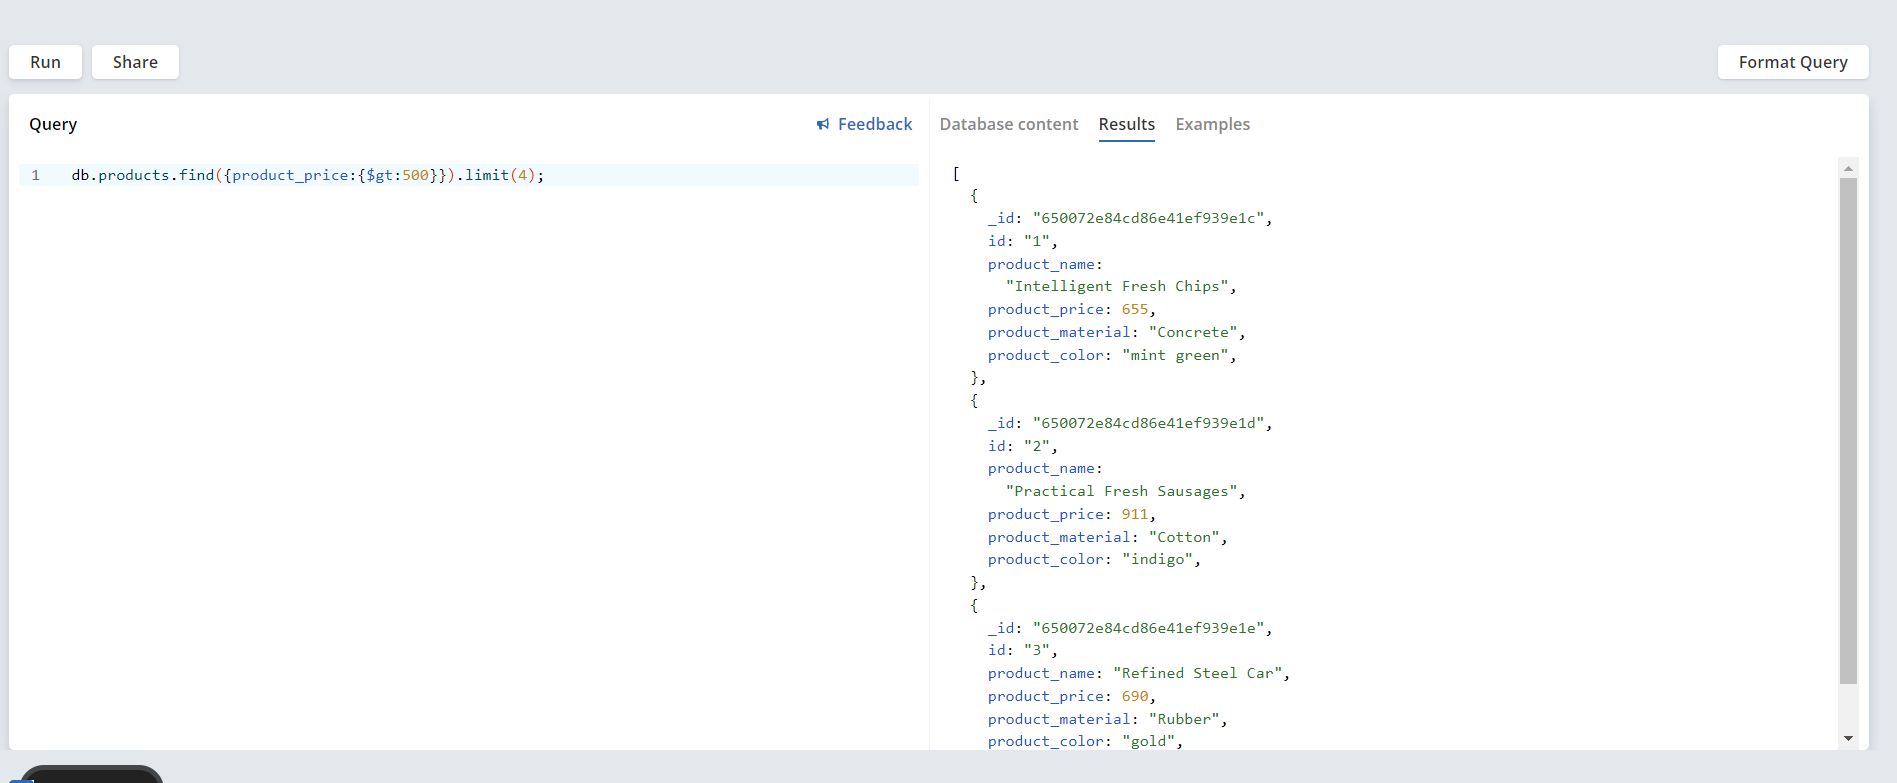 Run Share Format Query
Query Feedback
1 db.products.find({product_price:{$gt:500}}).limit(4);
Database content Results Examples
[
{
_id: "650072e84cd86e41ef939e1c",
id: "1",
product_name:
"Intelligent Fresh Chips",
product_price: 655,
product_material: "Concrete",
product_color: "mint green",
},
{
_id: "650072e84cd86e41ef939e1d",
id: "2",
product_name:
"Practical Fresh Sausages",
product_price: 911,
product_material: "Cotton",
product_color: "indigo",
},
{
_id: "650072e84cd86e41ef939e1e",
id: "3",
product_name: "Refined Steel Car",
product_price: 690,
product_material: "Rubber",
product_color: "gold",